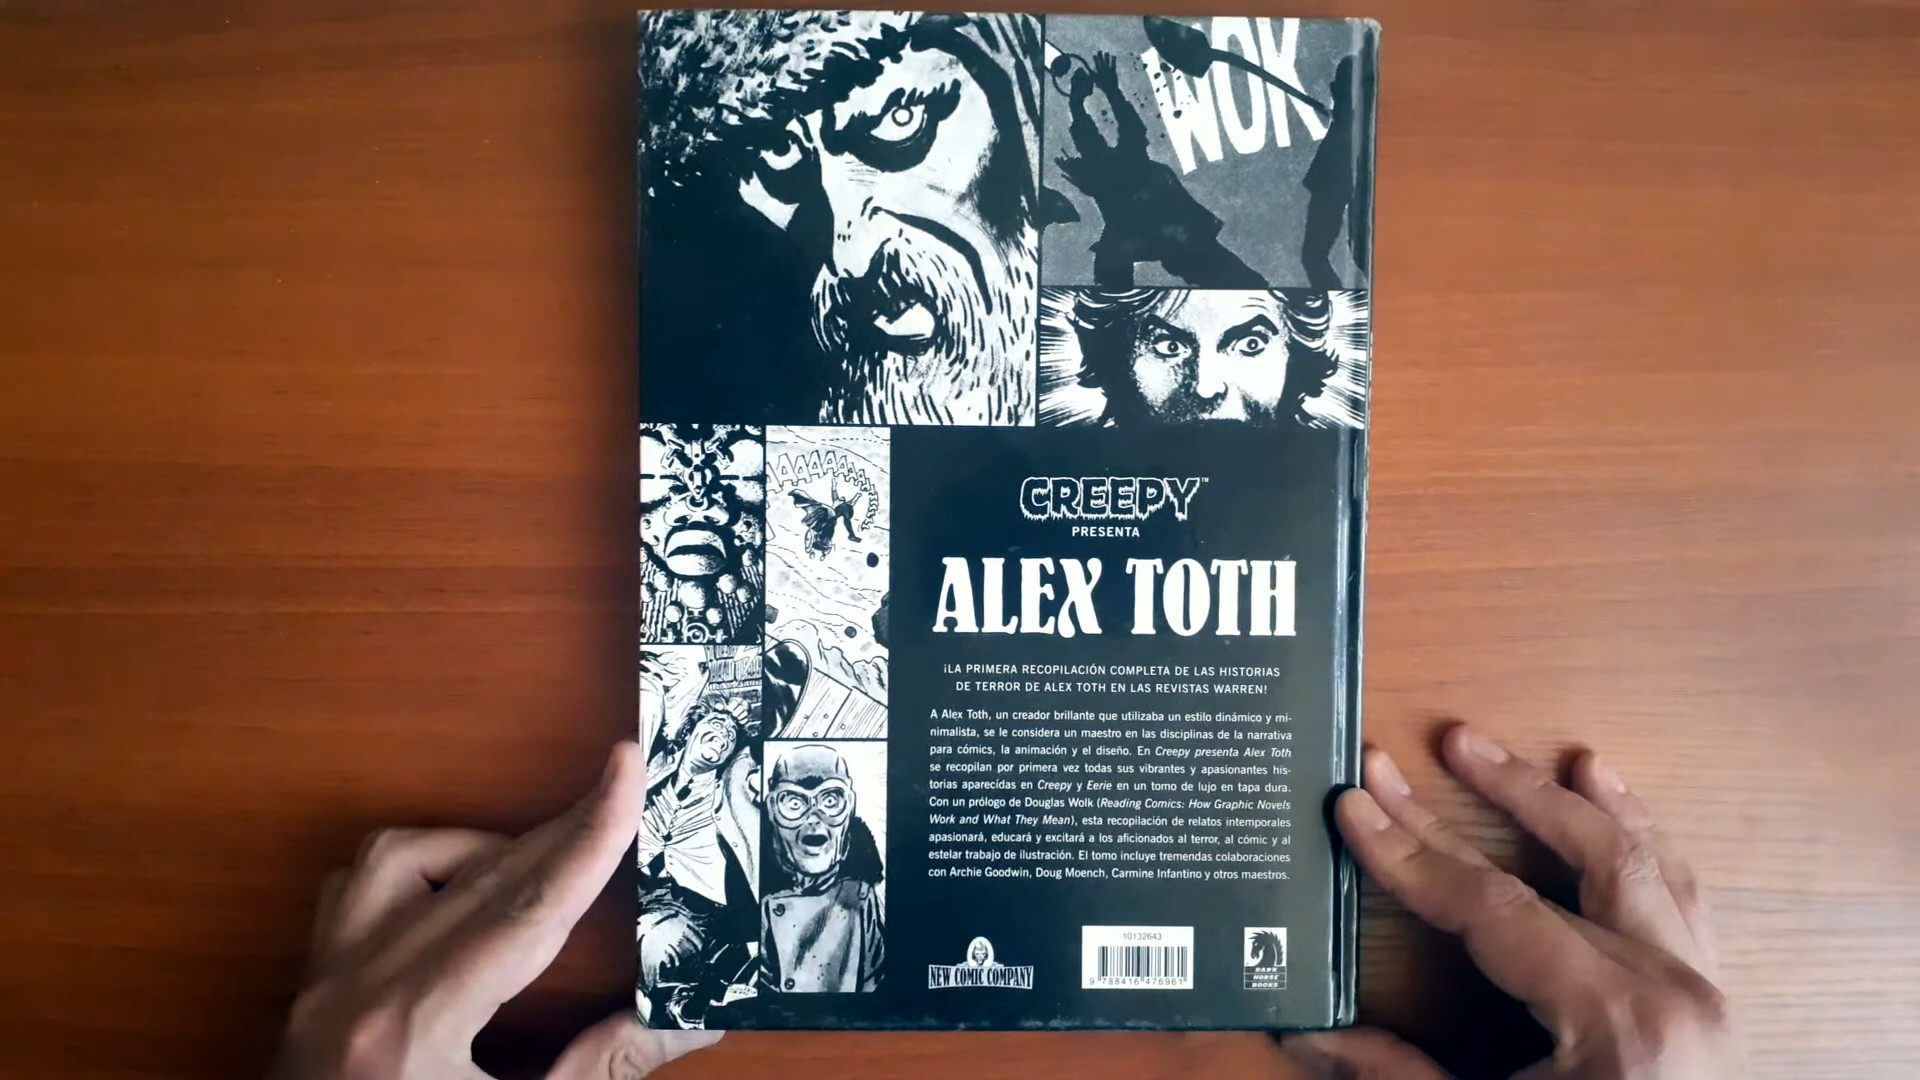 WOK
AAAAAAA
CREEPY™
PRESENTA
ALEX TOTH
¡LA PRIMERA RECOPILACIÓN COMPLETA DE LAS HISTORIAS
DE TERROR DE ALEX TOTH EN LAS REVISTAS WARREN!
A Alex Toth, un creador brillante que utilizaba un estilo dinámico y mi-
nimalista, se le considera un maestro en las disciplinas de la narrativa
para cómics, la animación y el diseño. En Creepy presenta Alex Toth
se recopilan por primera vez todas sus vibrantes y apasionantes his-
torias aparecidas en Creepy y Eerie en un tomo de lujo en tapa dura.
Con un prólogo de Douglas Wolk (Reading Comics: How Graphic Novels
Work and What They Mean), esta recopilación de relatos intemporales
apasionará, educará y excitará a los aficionados al terror, al cómic y al
estelar trabajo de ilustración. El tomo incluye tremendas colaboraciones
con Archie Goodwin, Doug Moench, Carmine Infantino y otros maestros.
NEW COMIC COMPANY
10132643
9 788416 476961
DARK
HORSE
BOOKS